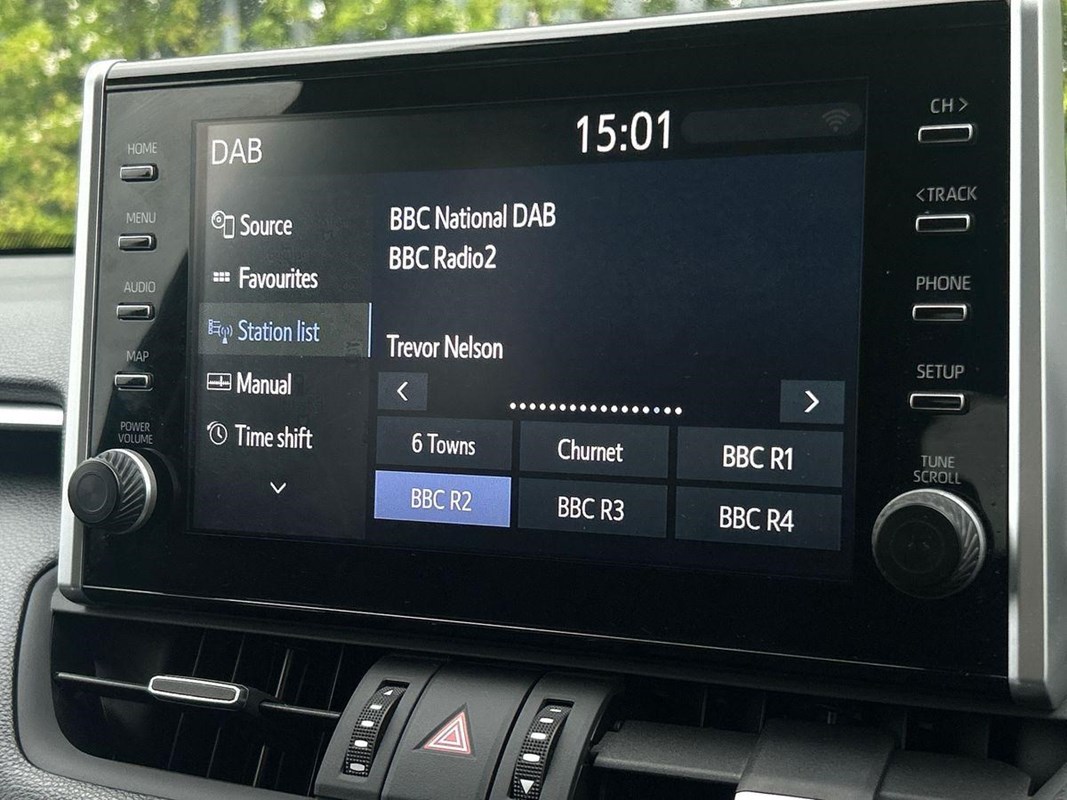 HOME
MENU
AUDIO
MAP
POWER
VOLUME
DAB
15:01
Source
Favourites
Station list
Manual
Time shift
BBC National DAB
BBC Radio2
Trevor Nelson
6 Towns
Churnet
BBC R1
BBC R2
BBC R3
BBC R4
CH >
<TRACK
PHONE
SETUP
TUNE
SCROLL